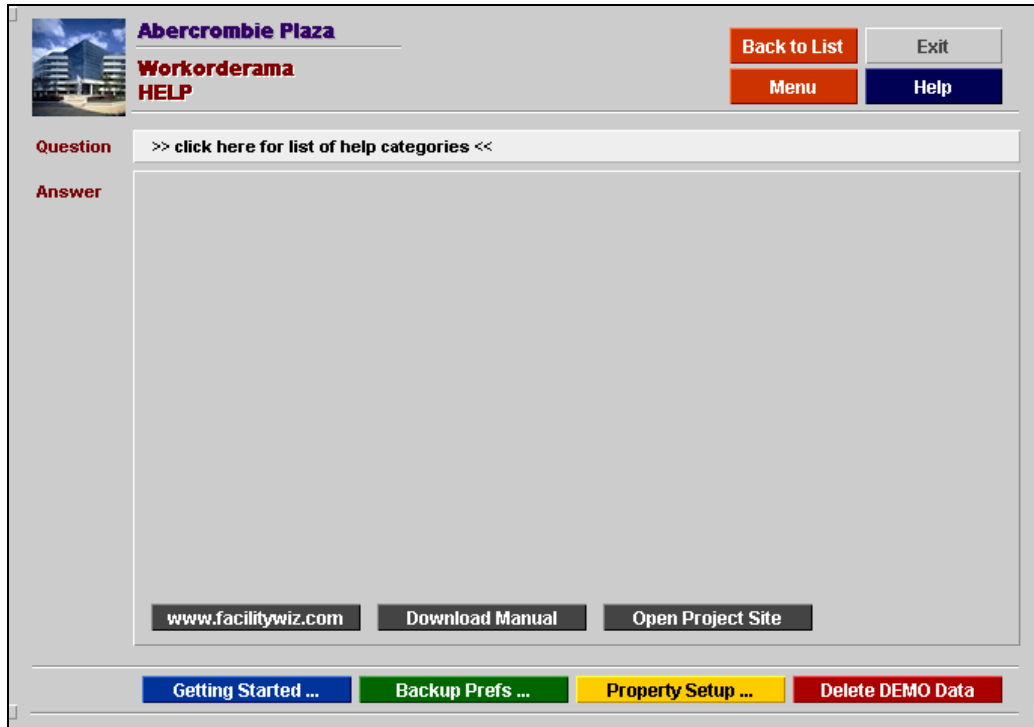 Abercrombie Plaza
Workorderama
HELP
Back to List
Exit
Menu
Help
Question
>> click here for list of help categories <<
Answer
www.facilitywiz.com
Download Manual
Open Project Site
Getting Started ...
Backup Prefs ...
Property Setup ...
Delete DEMO Data